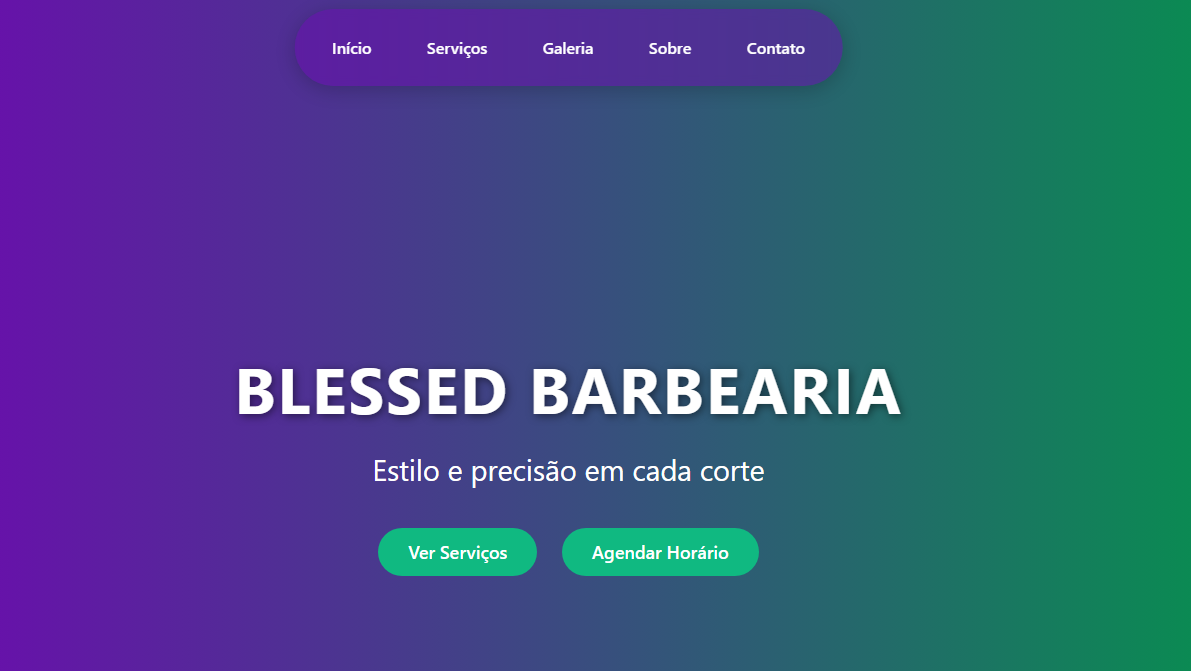 Início Serviços Galeria Sobre Contato
BLESSED BARBEARIA
Estilo e precisão em cada corte
Ver Serviços Agendar Horário